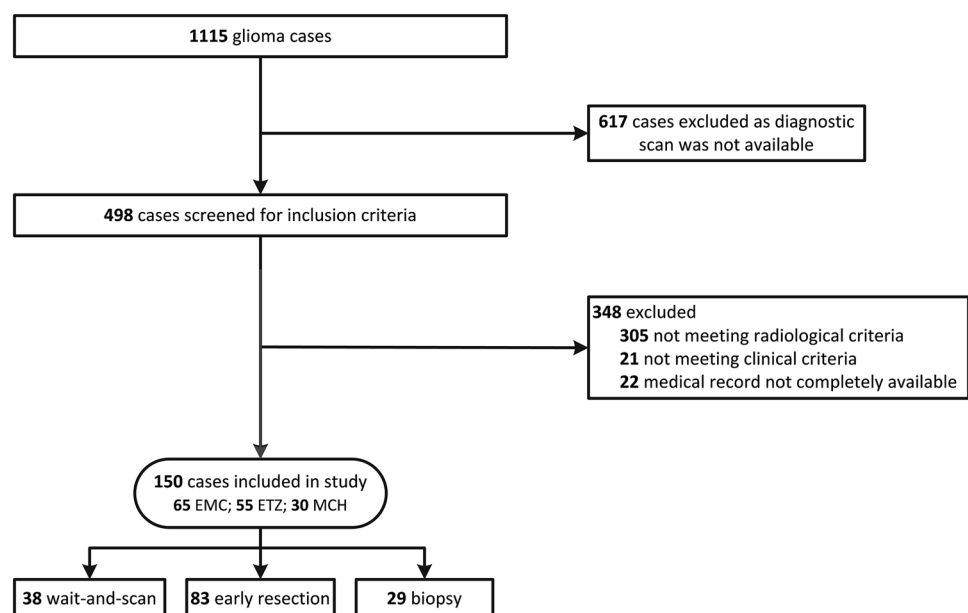 1115 glioma cases
617 cases excluded as diagnostic
scan was not available
498 cases screened for inclusion criteria
348 excluded
305 not meeting radiological criteria
21 not meeting clinical criteria
22 medical record not completely available
150 cases included in study
65 EMC; 55 ETZ; 30 MCH
38 wait-and-scan
83 early resection
29 biopsy